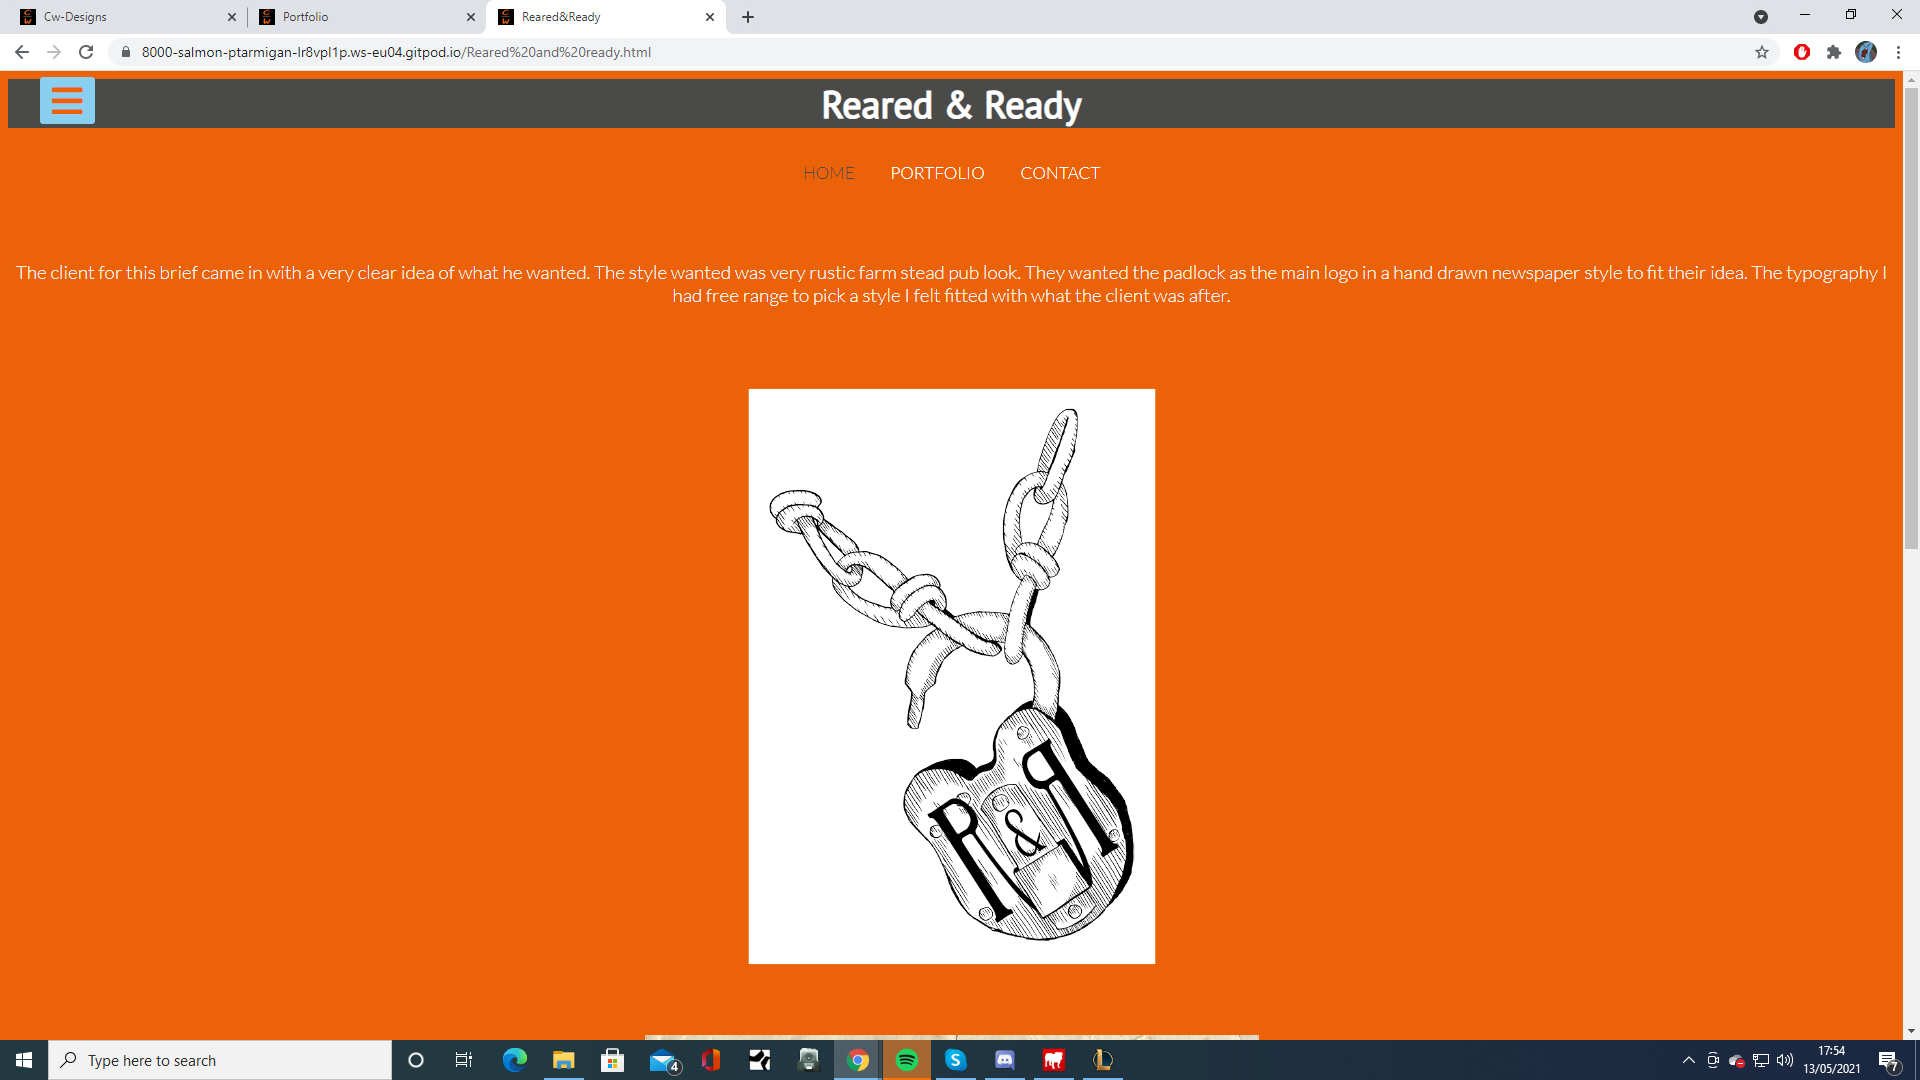 Cw-Designs
Portfolio
Reared&Ready
8000-salmon-ptarmigan-lr8vpl1p.ws-eu04.gitpod.io/Reared%20and%20ready.html
Reared & Ready
HOME PORTFOLIO CONTACT
The client for this brief came in with a very clear idea of what he wanted. The style wanted was very rustic farm stead pub look. They wanted the padlock as the main logo in a hand drawn newspaper style to fit their idea. The typography I
had free range to pick a style I felt fitted with what the client was after.
R & R
Type here to search
4
17:54
13/05/2021
7